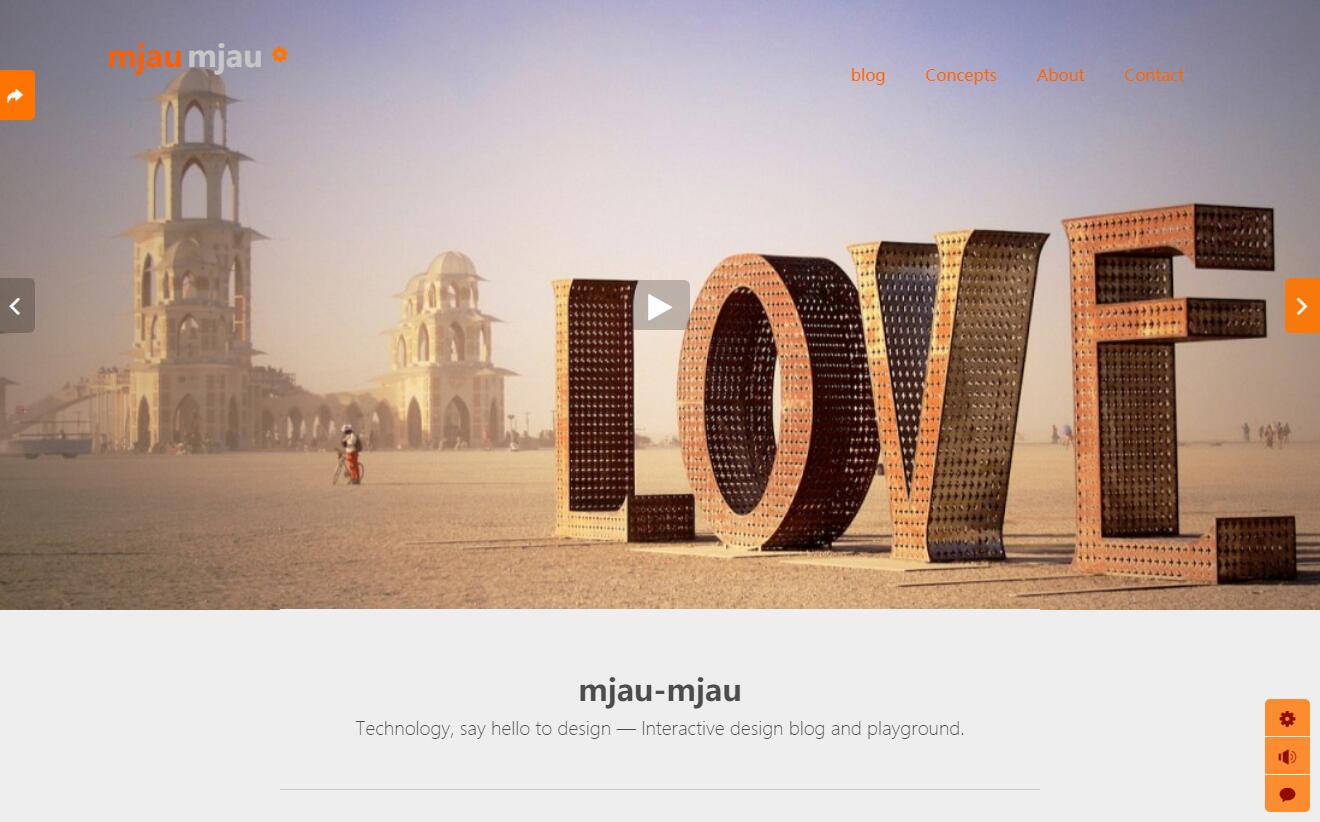 mjau mjau
blog
Concepts
About
Contact
LOVE
mjau-mjau
Technology, say hello to design — Interactive design blog and playground.